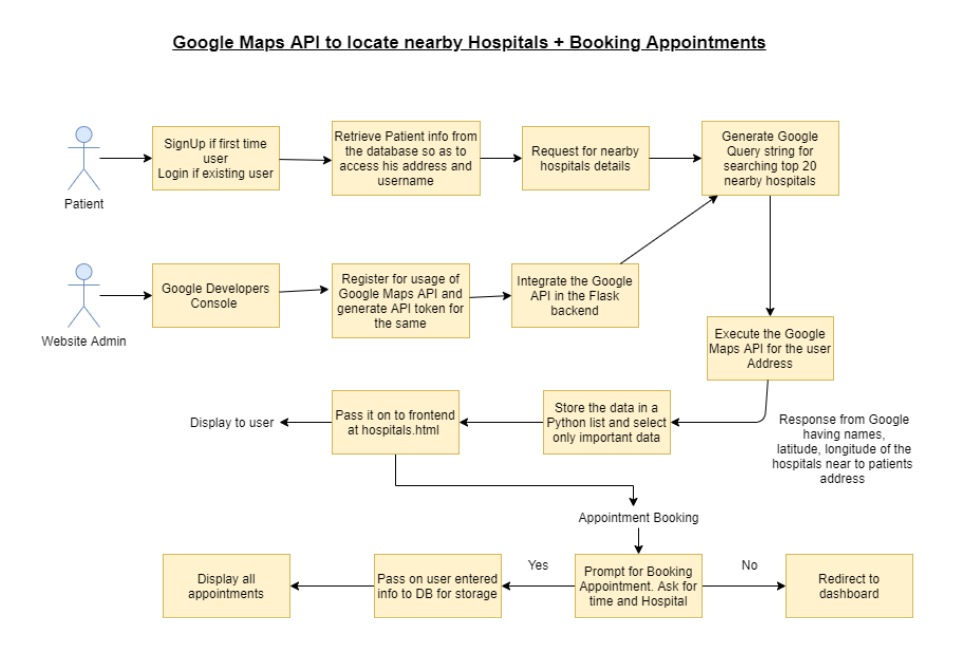 Google Maps API to locate nearby Hospitals + Booking Appointments
SignUp if first time
user
Login if existing user
Retrieve Patient info from
the database so as to
access his address and
username
Request for nearby
hospitals details
Generate Google
Query string for
searching top 20
nearby hospitals
Patient
Google Developers
Console
Register for usage of
Google Maps API and
generate API token for
the same
Integrate the Google
API in the Flask
backend
Website Admin
Execute the Google
Maps API for the user
Address
Display to user
Pass it on to frontend
at hospitals.html
Store the data in a
Python list and select
only important data
Response from Google
having names,
latitude, longitude of the
hospitals near to patients
address
Appointment Booking
Display all
appointments
Pass on user entered
info to DB for storage
Yes
Prompt for Booking
Appointment. Ask for
time and Hospital
No
Redirect to
dashboard